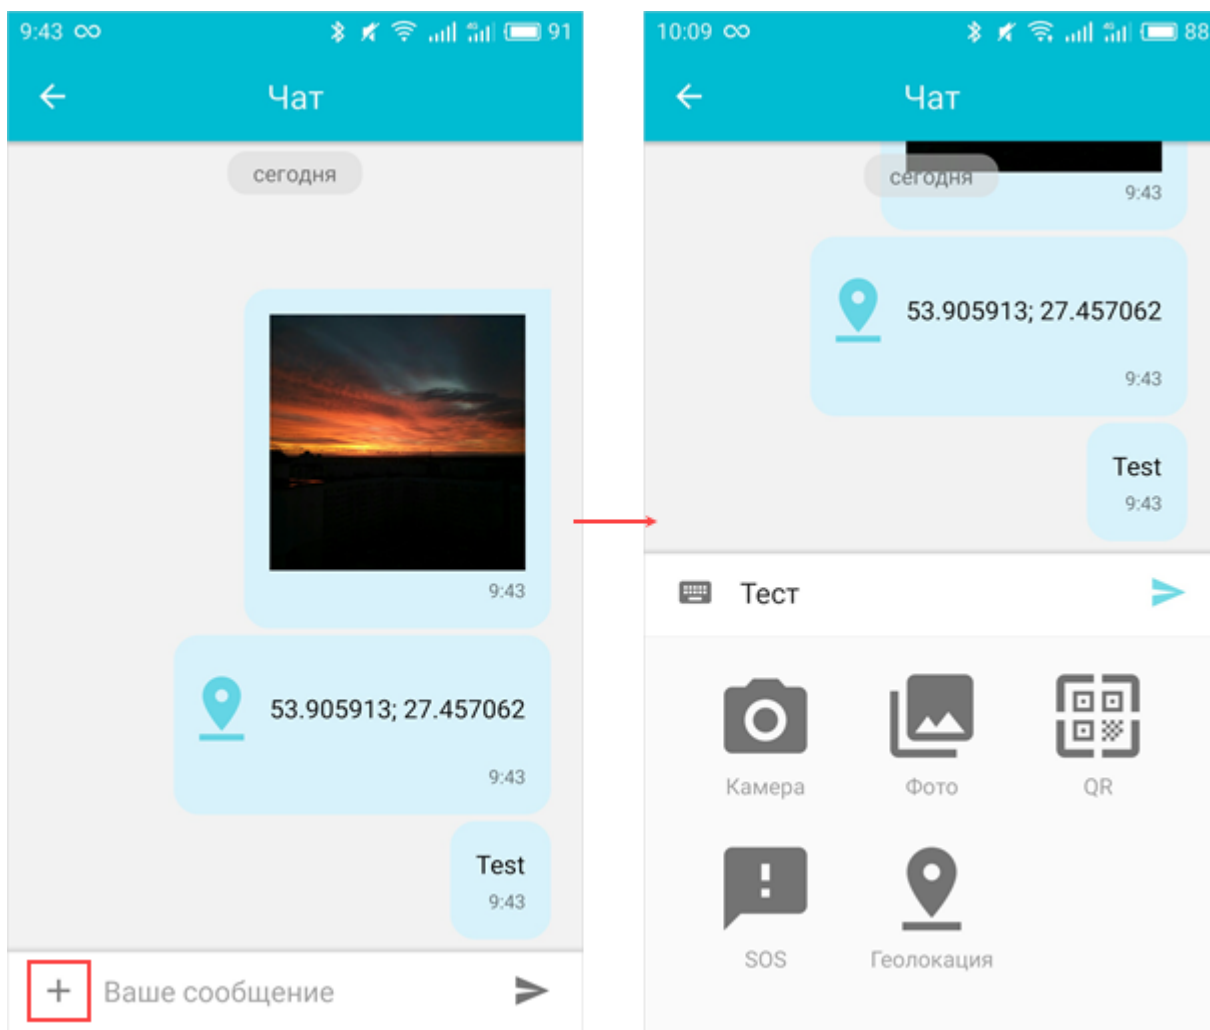 9:43
91
Чат
сегодня
9:43
53.905913; 27.457062
9:43
Test
9:43
Ваше сообщение
10:09
88
Чат
сегодня
9:43
53.905913; 27.457062
9:43
Test
9:43
Тест
Камера
Фото
QR
SOS
Геолокация